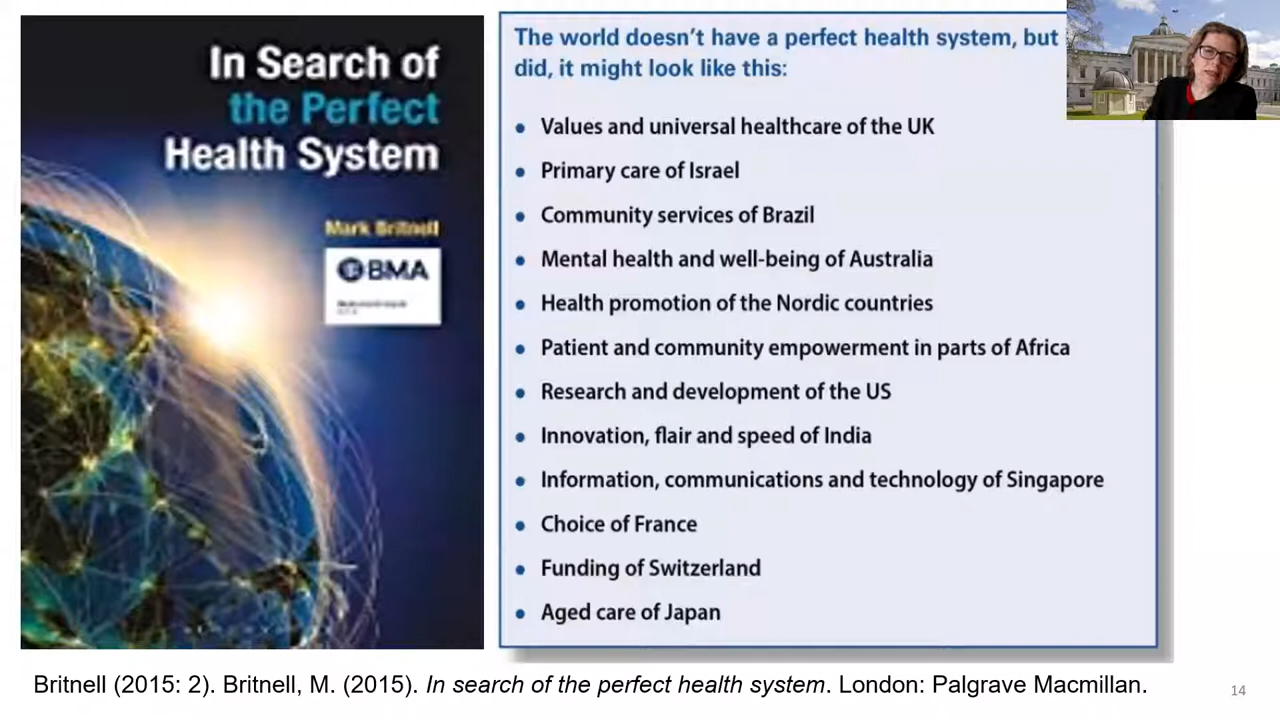 In Search of
the Perfect
Health System
Mark Britnell
BMA
The world doesn't have a perfect health system, but
did, it might look like this:
• Values and universal healthcare of the UK
• Primary care of Israel
• Community services of Brazil
• Mental health and well-being of Australia
• Health promotion of the Nordic countries
• Patient and community empowerment in parts of Africa
• Research and development of the US
• Innovation, flair and speed of India
• Information, communications and technology of Singapore
• Choice of France
• Funding of Switzerland
• Aged care of Japan
Britnell (2015: 2). Britnell, M. (2015). In search of the perfect health system. London: Palgrave Macmillan.
14